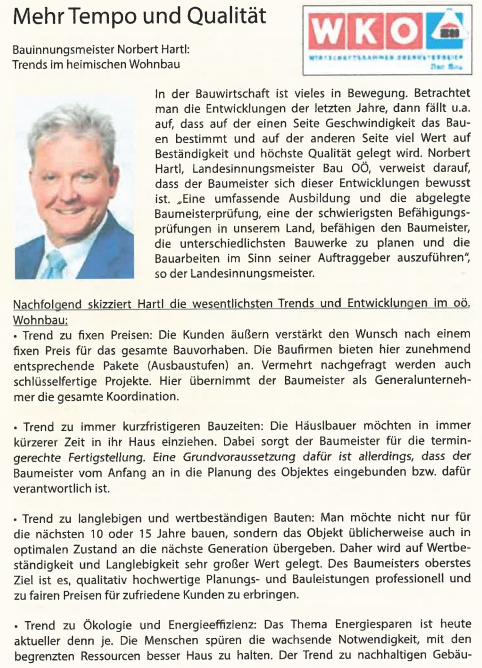 Mehr Tempo und Qualität
WKO
WIRTSCHAFTSKAMMER OBERÖSTERREICH
Der Bau
Bauinnungsmeister Norbert Hartl:
Trends im heimischen Wohnbau
In der Bauwirtschaft ist vieles in Bewegung. Betrachtet
man die Entwicklungen der letzten Jahre, dann fällt u.a.
auf, dass auf der einen Seite Geschwindigkeit das Bau-
en bestimmt und auf der anderen Seite viel Wert auf
Beständigkeit und höchste Qualität gelegt wird. Norbert
Hartl, Landesinnungsmeister Bau OÖ, verweist darauf,
dass der Baumeister sich dieser Entwicklungen bewusst
ist. „Eine umfassende Ausbildung und die abgelegte
Baumeisterprüfung, eine der schwierigsten Befähigungs-
prüfungen in unserem Land, befähigen den Baumeister,
die unterschiedlichsten Bauwerke zu planen und die
Bauarbeiten im Sinn seiner Auftraggeber auszuführen“,
so der Landesinnungsmeister.
Nachfolgend skizziert Hartl die wesentlichsten Trends und Entwicklungen im oö.
Wohnbau:
• Trend zu fixen Preisen: Die Kunden äußern verstärkt den Wunsch nach einem
fixen Preis für das gesamte Bauvorhaben. Die Baufirmen bieten hier zunehmend
entsprechende Pakete (Ausbaustufen) an. Vermehrt nachgefragt werden auch
schlüsselfertige Projekte. Hier übernimmt der Baumeister als Generalunterneh-
mer die gesamte Koordination.
• Trend zu immer kurzfristigeren Bauzeiten: Die Häuslbauer möchten in immer
kürzerer Zeit in ihr Haus einziehen. Dabei sorgt der Baumeister für die termin-
gerechte Fertigstellung. Eine Grundvoraussetzung dafür ist allerdings, dass der
Baumeister vom Anfang an in die Planung des Objektes eingebunden bzw. dafür
verantwortlich ist.
• Trend zu langlebigen und wertbeständigen Bauten: Man möchte nicht nur für
die nächsten 10 oder 15 Jahre bauen, sondern das Objekt üblicherweise auch in
optimalen Zustand an die nächste Generation übergeben. Daher wird auf Wertbe-
ständigkeit und Langlebigkeit sehr großer Wert gelegt. Des Baumeisters oberstes
Ziel ist es, qualitativ hochwertige Planungs- und Bauleistungen professionell und
zu fairen Preisen für zufriedene Kunden zu erbringen.
• Trend zu Ökologie und Energieeffizienz: Das Thema Energiesparen ist heute
aktueller denn je. Die Menschen spüren die wachsende Notwendigkeit, mit den
begrenzten Ressourcen besser Haus zu halten. Der Trend zu nachhaltigen Gebäu-